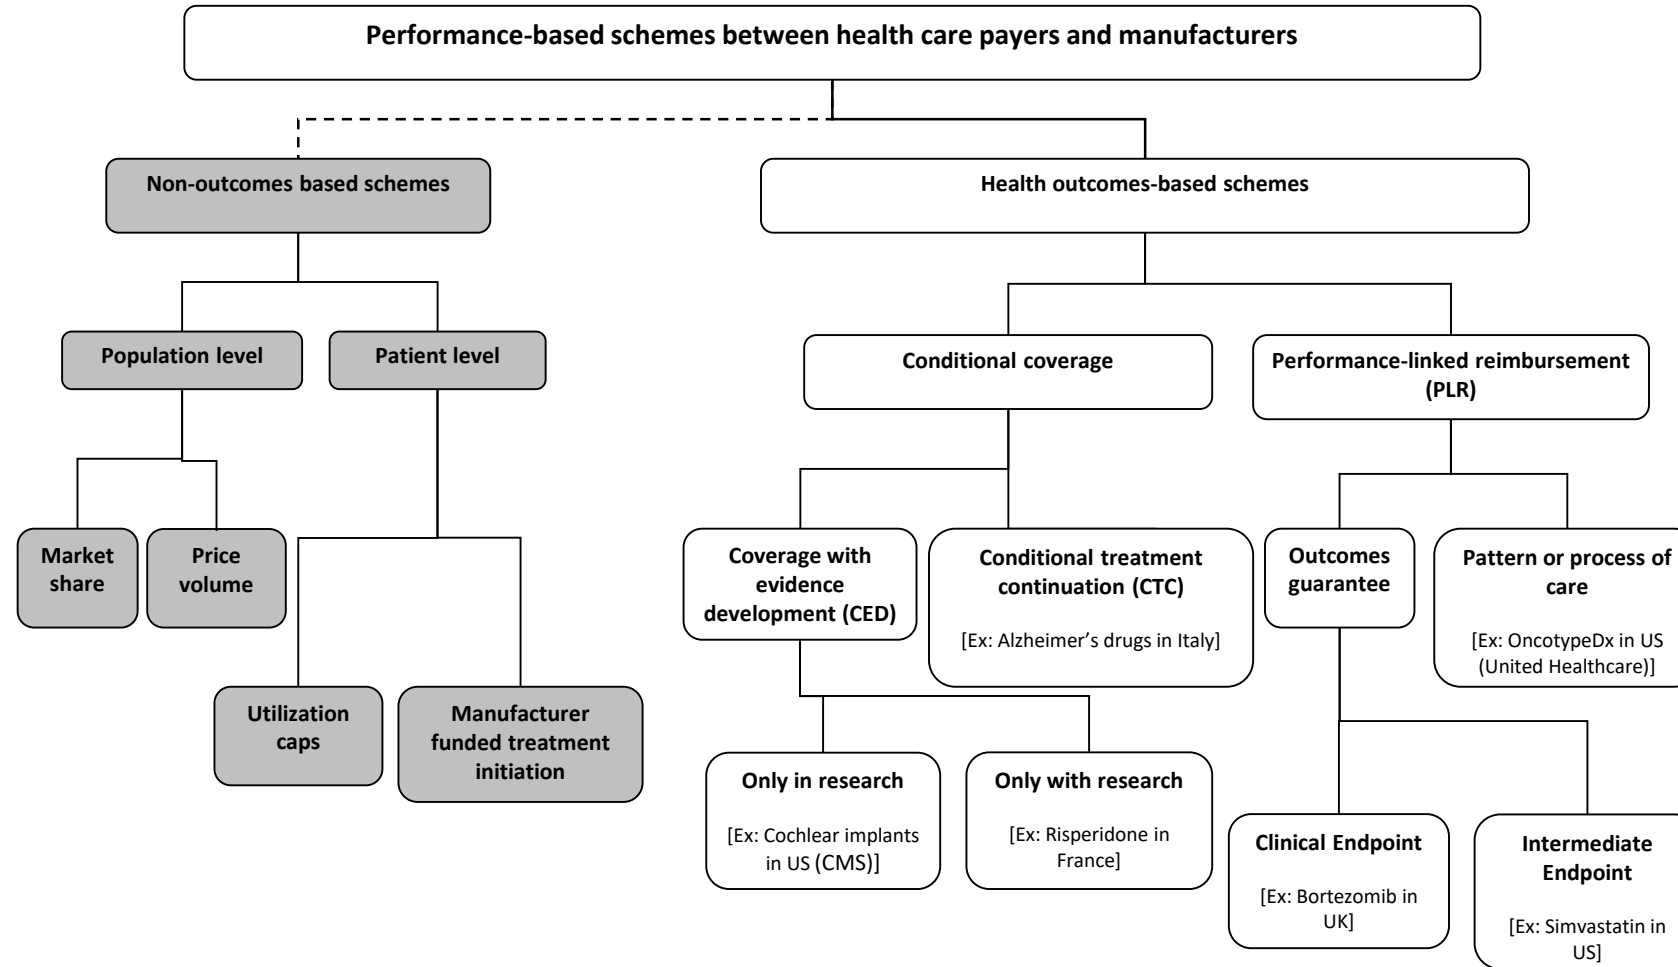 Performance-based schemes between health care payers and manufacturers
Non-outcomes based schemes
Health outcomes-based schemes
Population level
Patient level
Conditional coverage
Performance-linked reimbursement
(PLR)
Market
share
Price
volume
Coverage with
evidence
development (CED)
Conditional treatment
continuation (CTC)
[Ex: Alzheimer’s drugs in Italy]
Outcomes
guarantee
Pattern or process of
care
[Ex: OncotypeDx in US
(United Healthcare)]
Utilization
caps
Manufacturer
funded treatment
initiation
Only in research
[Ex: Cochlear implants
in US (CMS)]
Only with research
[Ex: Risperidone in
France]
Clinical Endpoint
[Ex: Bortezomib in
UK]
Intermediate
Endpoint
[Ex: Simvastatin in
US]